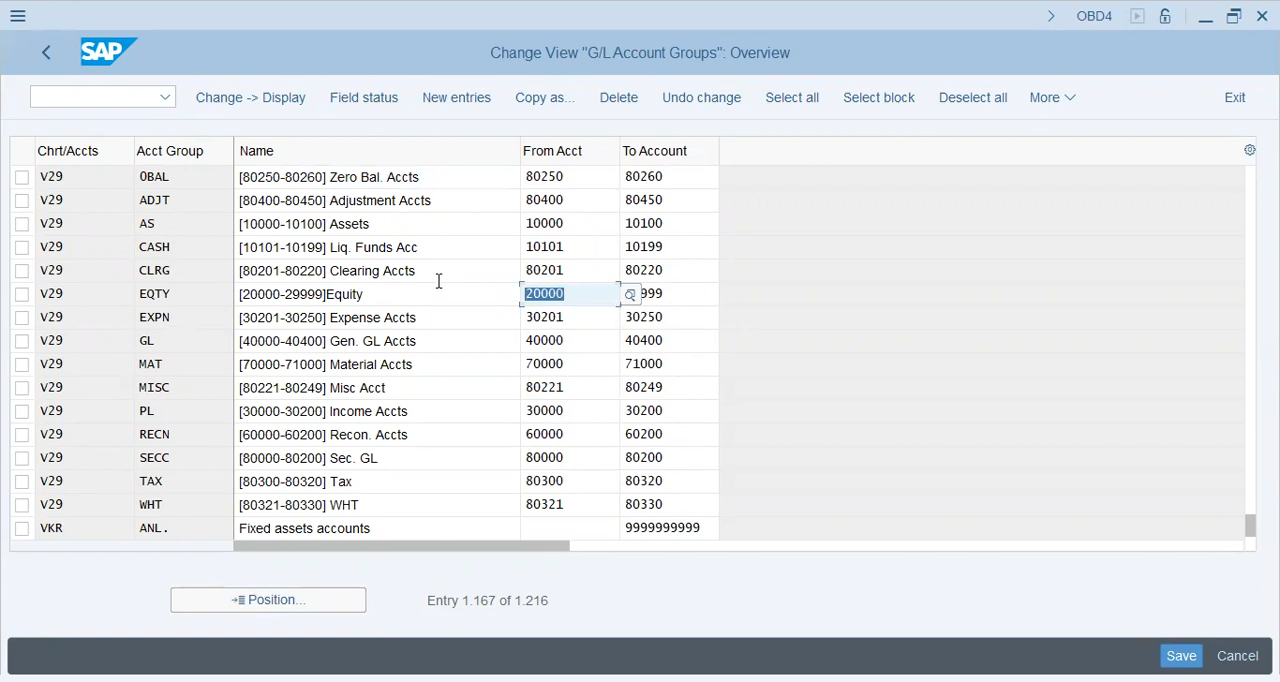 OBD4
SAP Change View "G/L Account Groups": Overview
Change -> Display Field status New entries Copy as... Delete Undo change Select all Select block Deselect all More Exit
Chrt/Accts Acct Group Name From Acct To Account
V29 OBAL [80250-80260] Zero Bal. Accts 80250 80260
V29 ADJT [80400-80450] Adjustment Accts 80400 80450
V29 AS [10000-10100] Assets 10000 10100
V29 CASH [10101-10199] Liq. Funds Acc 10101 10199
V29 CLRG [80201-80220] Clearing Accts 80201 80220
V29 EQTY [20000-29999]Equity 20000 999
V29 EXPN [30201-30250] Expense Accts 30201 30250
V29 GL [40000-40400] Gen. GL Accts 40000 40400
V29 MAT [70000-71000] Material Accts 70000 71000
V29 MISC [80221-80249] Misc Acct 80221 80249
V29 PL [30000-30200] Income Accts 30000 30200
V29 RECN [60000-60200] Recon. Accts 60000 60200
V29 SECC [80000-80200] Sec. GL 80000 80200
V29 TAX [80300-80320] Tax 80300 80320
V29 WHT [80321-80330] WHT 80321 80330
VKR ANL. Fixed assets accounts 9999999999
Position... Entry 1.167 of 1.216
Save Cancel